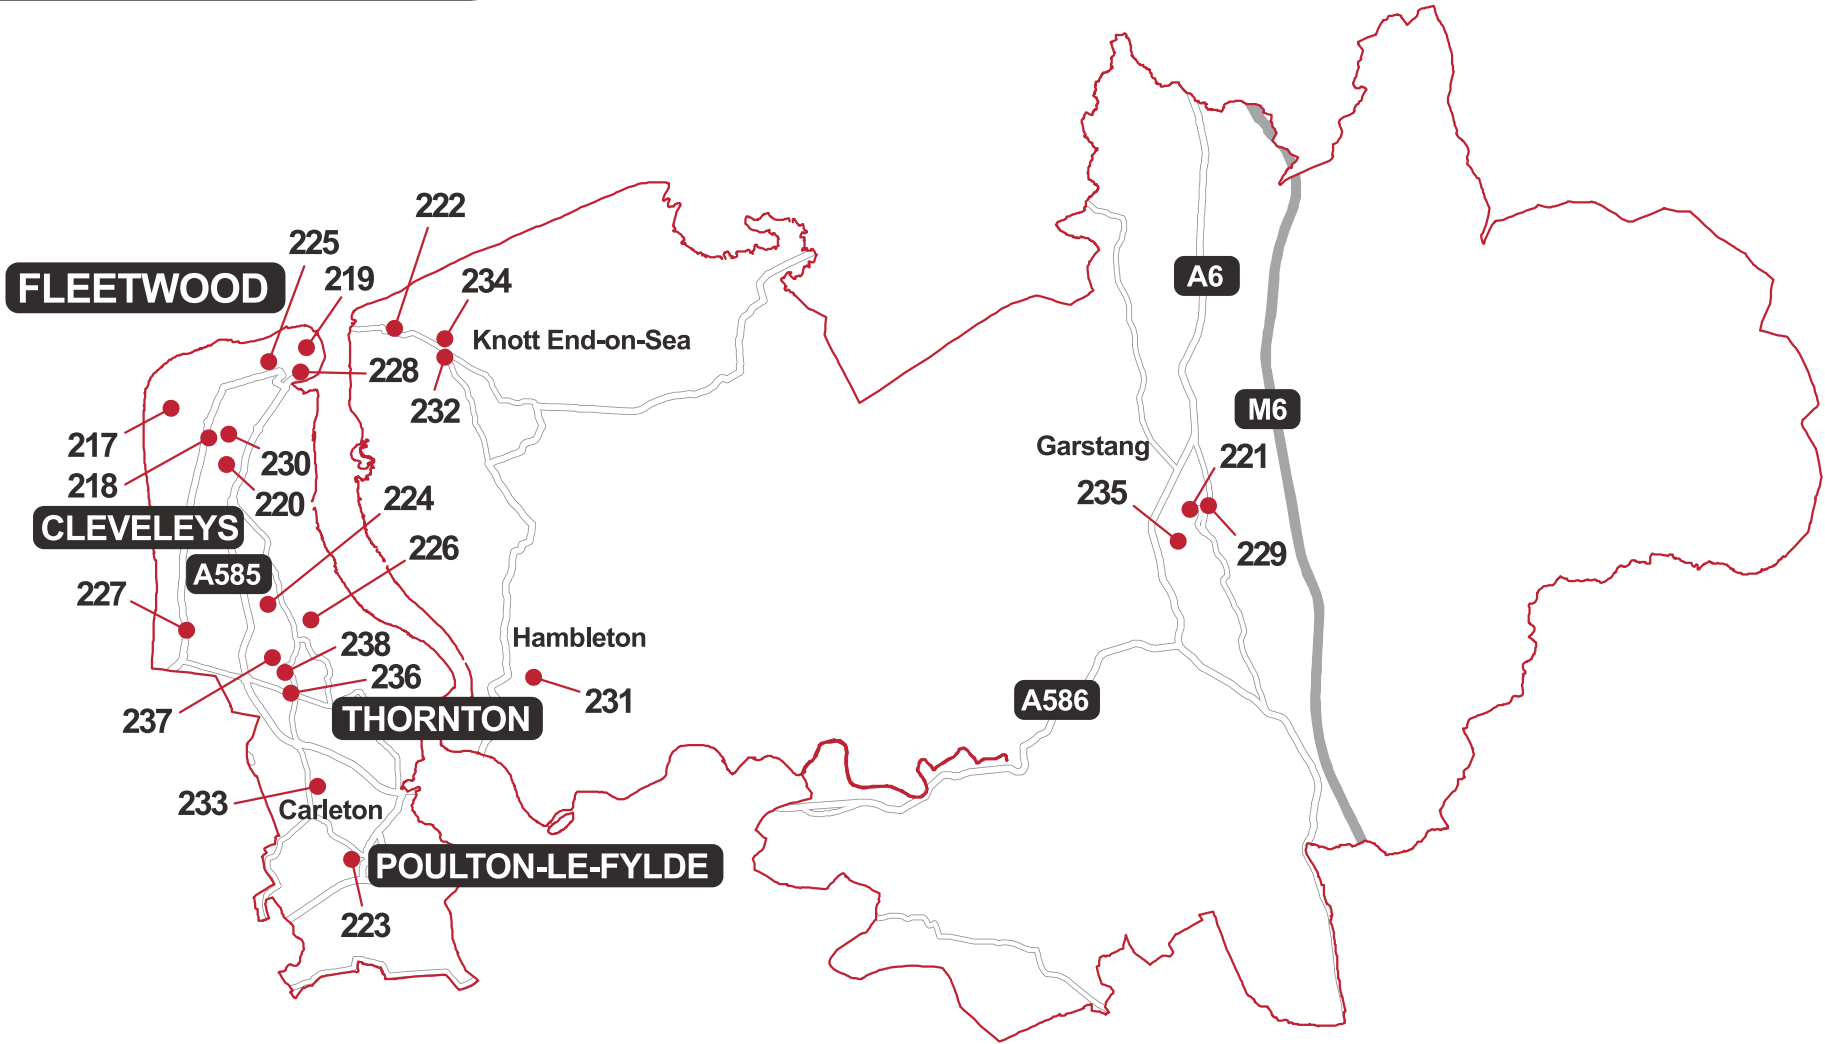 222
225
219
FLEETWOOD
234
A6
Knott End-on-Sea
228
232
M6
217
Garstang
221
230
218
235
220
224
CLEVELEYS
226
229
A585
227
Hambleton
238
236
231
A586
237
THORNTON
233
Carleton
POULTON-LE-FYLDE
223